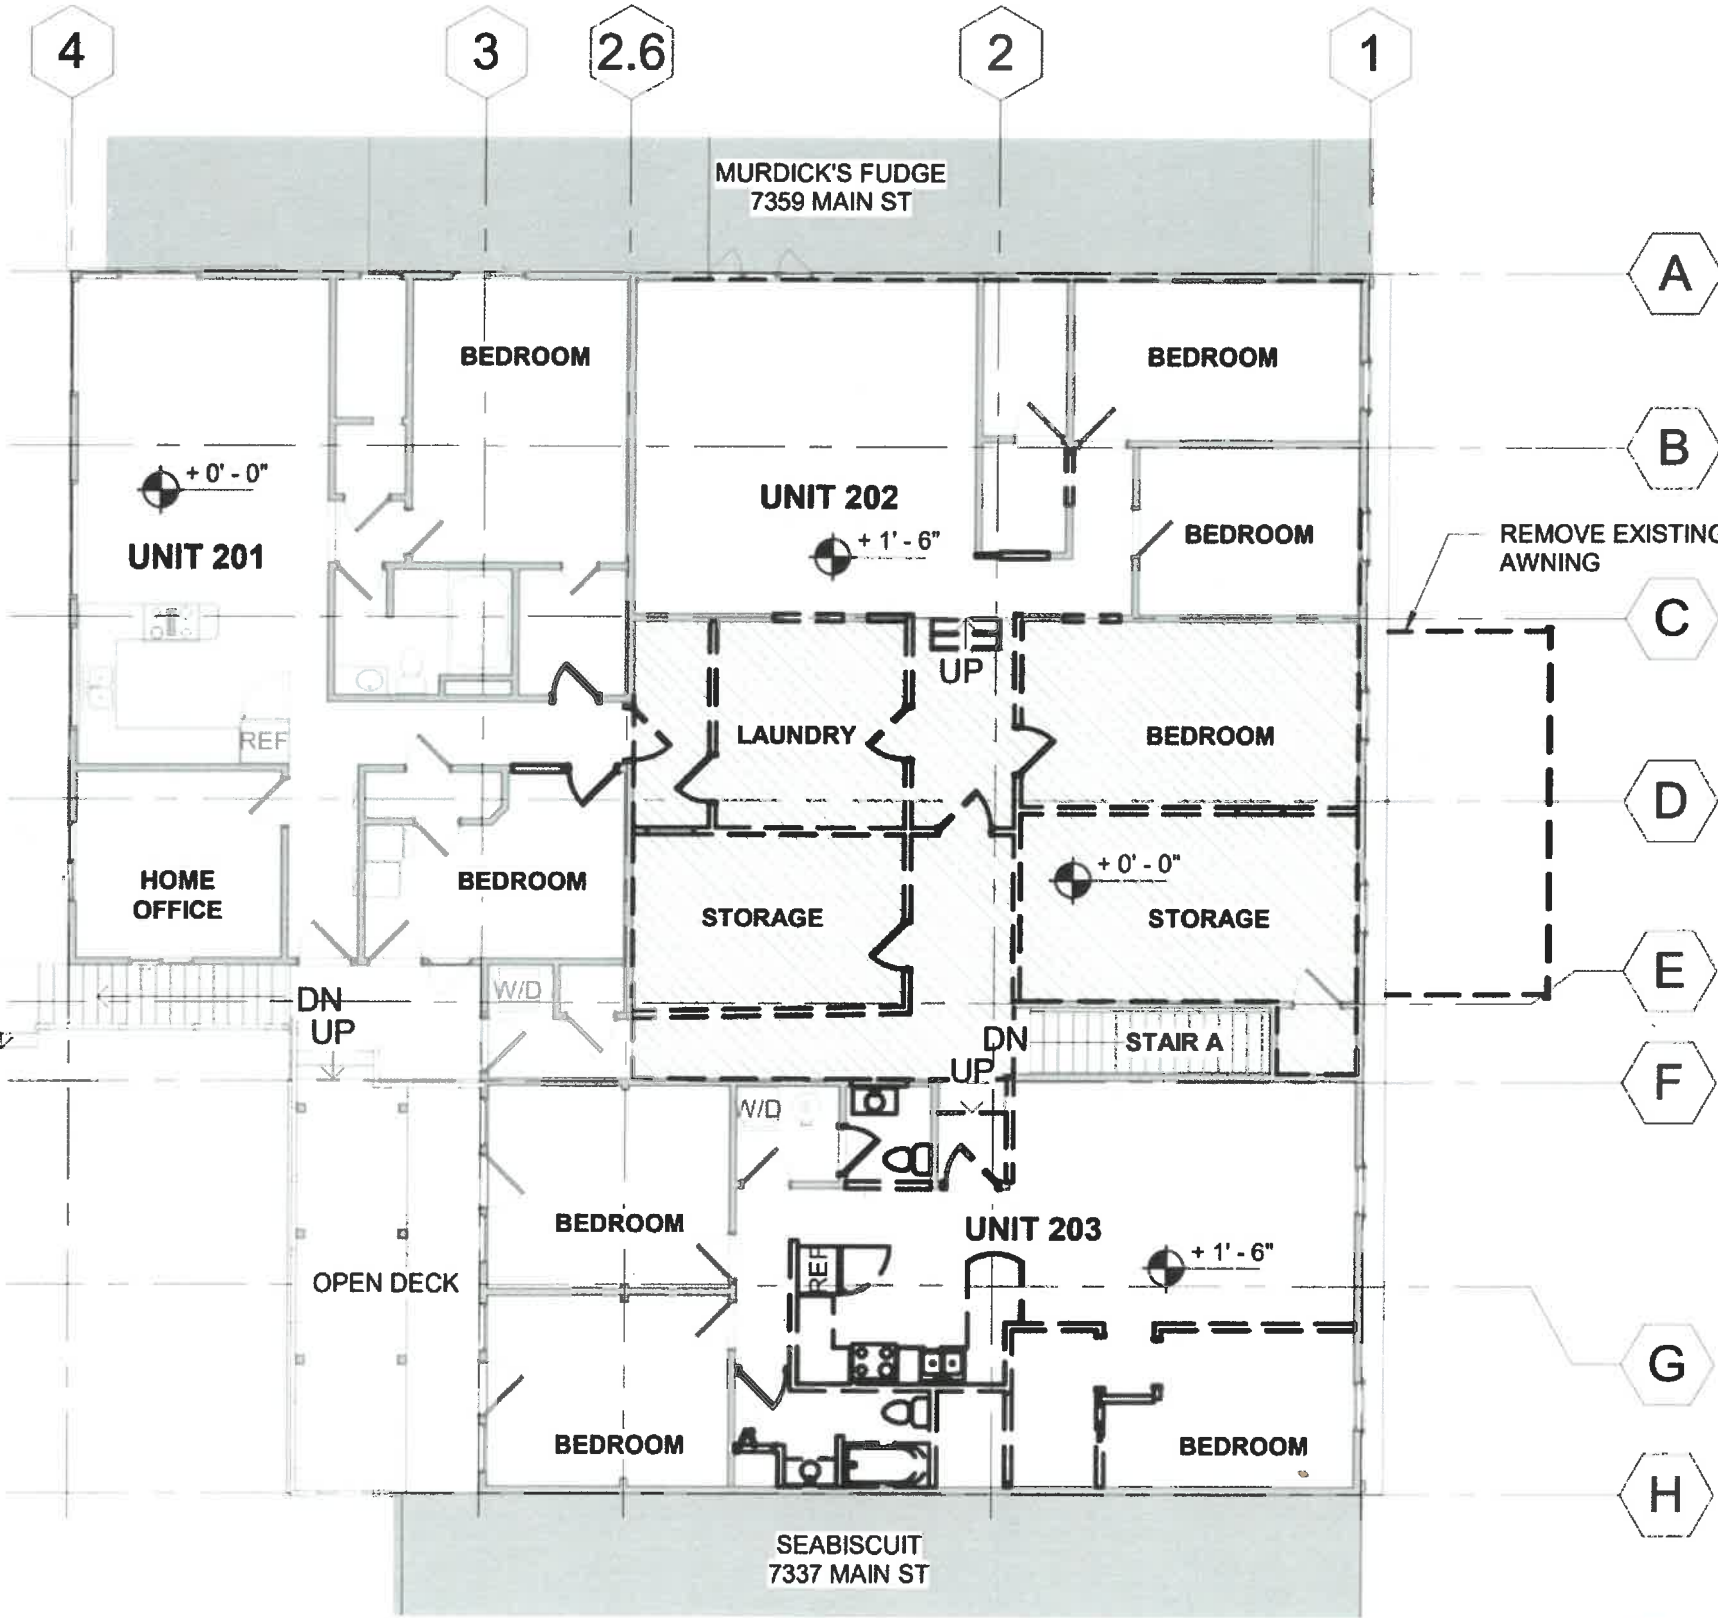 4
3
2.6
2
1
MURDICK'S FUDGE
7359 MAIN ST
A
BEDROOM
BEDROOM
B
+ 0' - 0"
UNIT 202
UNIT 201
+ 1' - 6"
BEDROOM
REMOVE EXISTING
AWNING
C
UP
REF
LAUNDRY
BEDROOM
D
HOME
OFFICE
BEDROOM
STORAGE
+ 0' - 0"
STORAGE
E
DN
UP
W/D
DN
STAIR A
UP
F
W/D
BEDROOM
UNIT 203
+ 1' - 6"
REF
OPEN DECK
G
BEDROOM
BEDROOM
H
SEABISCUIT
7337 MAIN ST